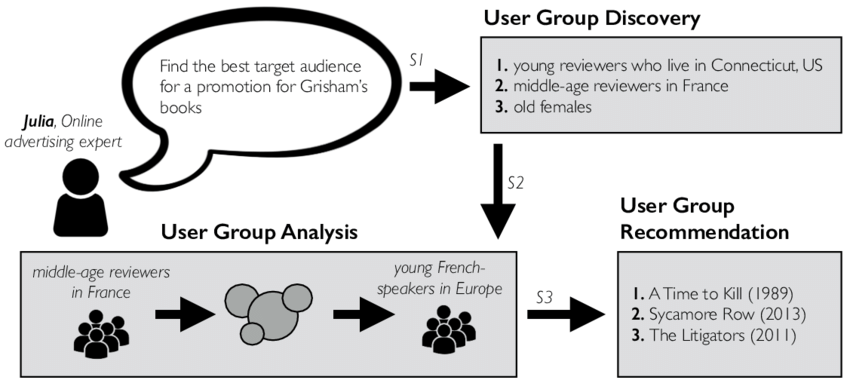 User Group Discovery
Find the best target audience
for a promotion for Grisham's
books
S1
1. young reviewers who live in Connecticut, US
2. middle-age reviewers in France
3. old females
Julia, Online
advertising expert
S2
User Group Analysis
User Group
Recommendation
middle-age reviewers
in France
young French-
speakers in Europe
S3
1. A Time to Kill (1989)
2. Sycamore Row (2013)
3. The Litigators (2011)